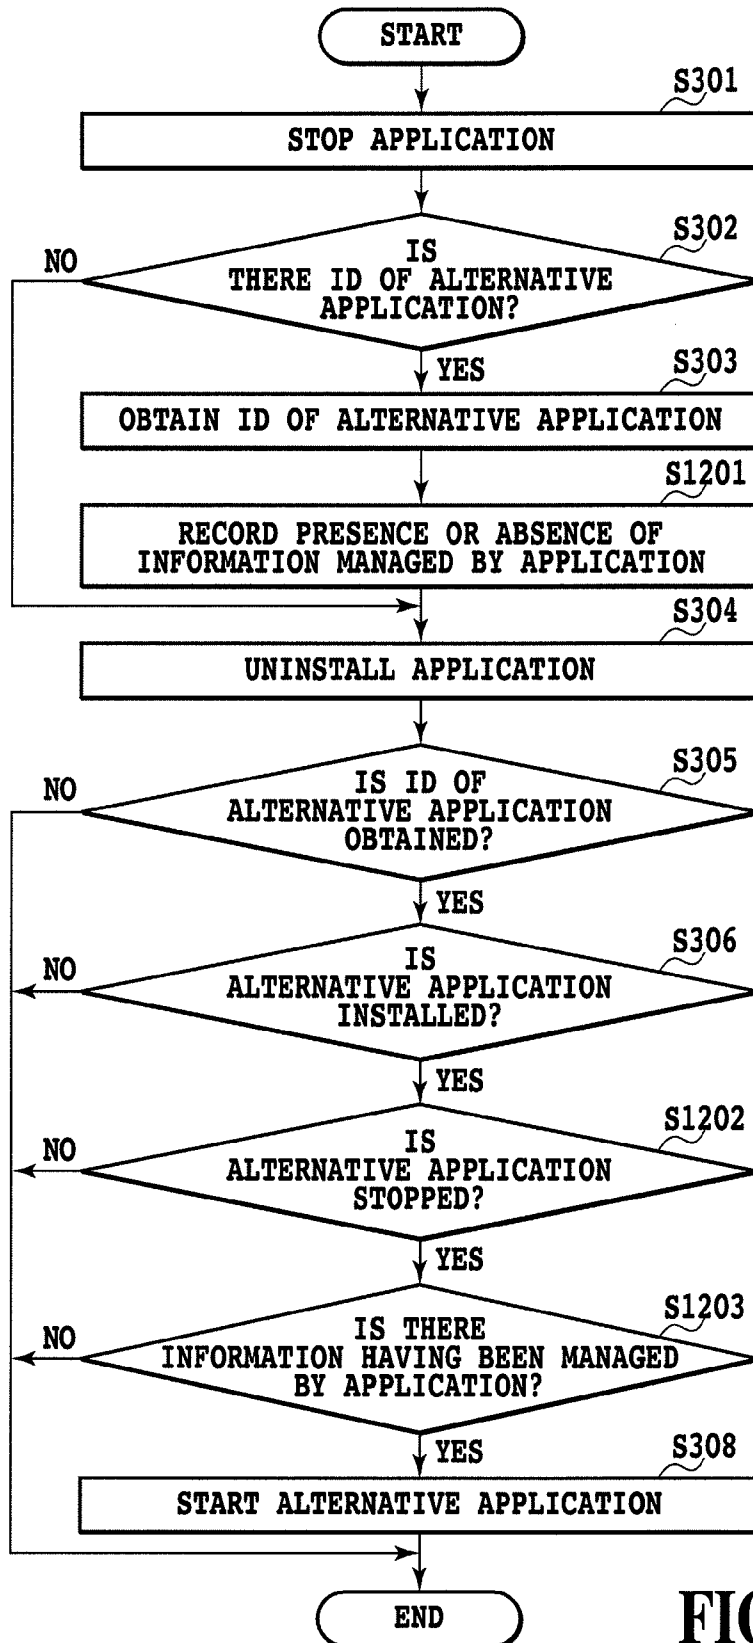 START
S301
STOP APPLICATION
S302
NO
IS
THERE ID OF ALTERNATIVE
APPLICATION?
YES
S303
OBTAIN ID OF ALTERNATIVE APPLICATION
S1201
RECORD PRESENCE OR ABSENCE OF
INFORMATION MANAGED BY APPLICATION
S304
UNINSTALL APPLICATION
S305
NO
IS ID OF
ALTERNATIVE APPLICATION
OBTAINED?
YES
S306
NO
IS
ALTERNATIVE APPLICATION
INSTALLED?
YES
S1202
NO
IS
ALTERNATIVE APPLICATION
STOPPED?
YES
S1203
NO
IS THERE
INFORMATION HAVING BEEN MANAGED
BY APPLICATION?
YES
S308
START ALTERNATIVE APPLICATION
END